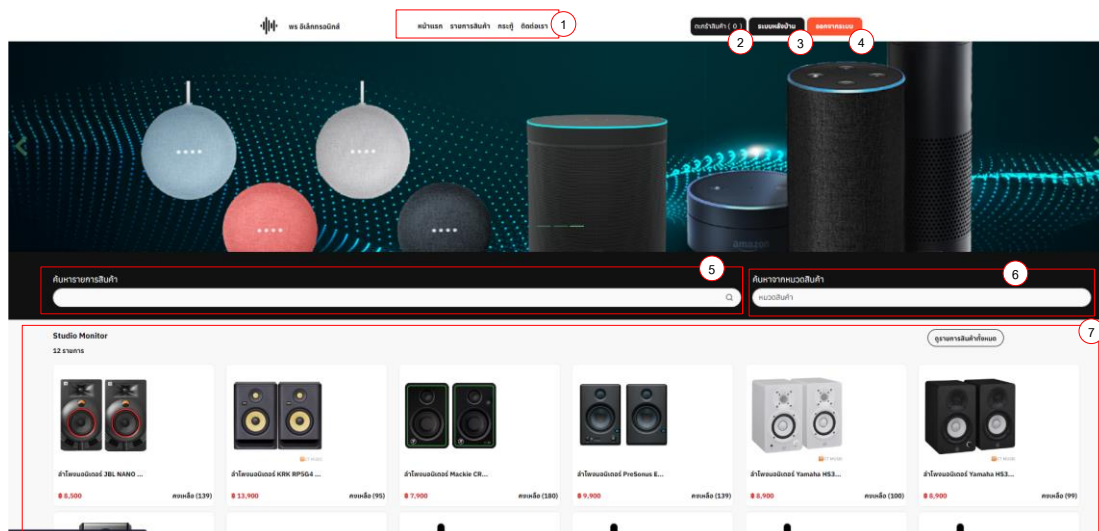 พร อิเล็กทรอนิกส์
หน้าแรก รายการสินค้า กระทู้ ติดต่อเรา
1
ตะกร้าสินค้า ( 0 )
2
ระบบหลังบ้าน
3
ออกจากระบบ
4
amazon
ค้นหารายการสินค้า
5
ค้นหาจากหมวดสินค้า
6
หมวดสินค้า
7
Studio Monitor
12 รายการ
ดูรายการสินค้าทั้งหมด
ลำโพงมอนิเตอร์ JBL NANO ...
฿ 8,500 คงเหลือ (139)
ลำโพงมอนิเตอร์ KRK RP5G4 ...
฿ 13,900 คงเหลือ (95)
ลำโพงมอนิเตอร์ Mackie CR...
฿ 7,900 คงเหลือ (180)
ลำโพงมอนิเตอร์ PreSonus E...
฿ 9,900 คงเหลือ (139)
ลำโพงมอนิเตอร์ Yamaha HS3...
฿ 8,900 คงเหลือ (100)
ลำโพงมอนิเตอร์ Yamaha HS3...
฿ 8,900 คงเหลือ (99)